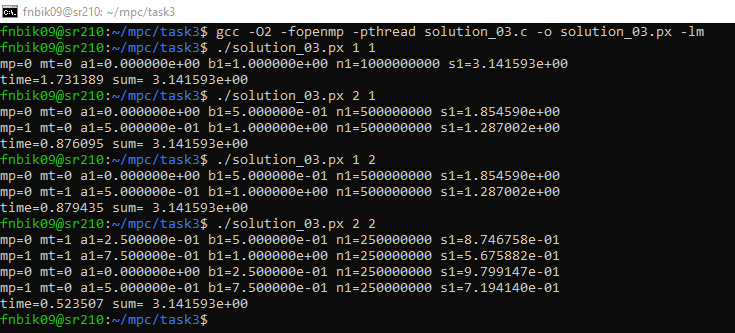 fnbik09@sr210: ~/mpc/task3
fnbik09@sr210:~/mpc/task3$ gcc -O2 -fopenmp -pthread solution_03.c -o solution_03.px -lm
fnbik09@sr210:~/mpc/task3$ ./solution_03.px 1 1
mp=0 mt=0 a1=0.000000e+00 b1=1.000000e+00 n1=1000000000 s1=3.141593e+00
time=1.731389 sum= 3.141593e+00
fnbik09@sr210:~/mpc/task3$ ./solution_03.px 2 1
mp=0 mt=0 a1=0.000000e+00 b1=5.000000e-01 n1=500000000 s1=1.854590e+00
mp=1 mt=0 a1=5.000000e-01 b1=1.000000e+00 n1=500000000 s1=1.287002e+00
time=0.876095 sum= 3.141593e+00
fnbik09@sr210:~/mpc/task3$ ./solution_03.px 1 2
mp=0 mt=0 a1=0.000000e+00 b1=5.000000e-01 n1=500000000 s1=1.854590e+00
mp=0 mt=1 a1=5.000000e-01 b1=1.000000e+00 n1=500000000 s1=1.287002e+00
time=0.879435 sum= 3.141593e+00
fnbik09@sr210:~/mpc/task3$ ./solution_03.px 2 2
mp=0 mt=1 a1=2.500000e-01 b1=5.000000e-01 n1=250000000 s1=8.746758e-01
mp=1 mt=1 a1=7.500000e-01 b1=1.000000e+00 n1=250000000 s1=5.675882e-01
mp=0 mt=0 a1=0.000000e+00 b1=2.500000e-01 n1=250000000 s1=9.799147e-01
mp=1 mt=0 a1=5.000000e-01 b1=7.500000e-01 n1=250000000 s1=7.194140e-01
time=0.523507 sum= 3.141593e+00
fnbik09@sr210:~/mpc/task3$